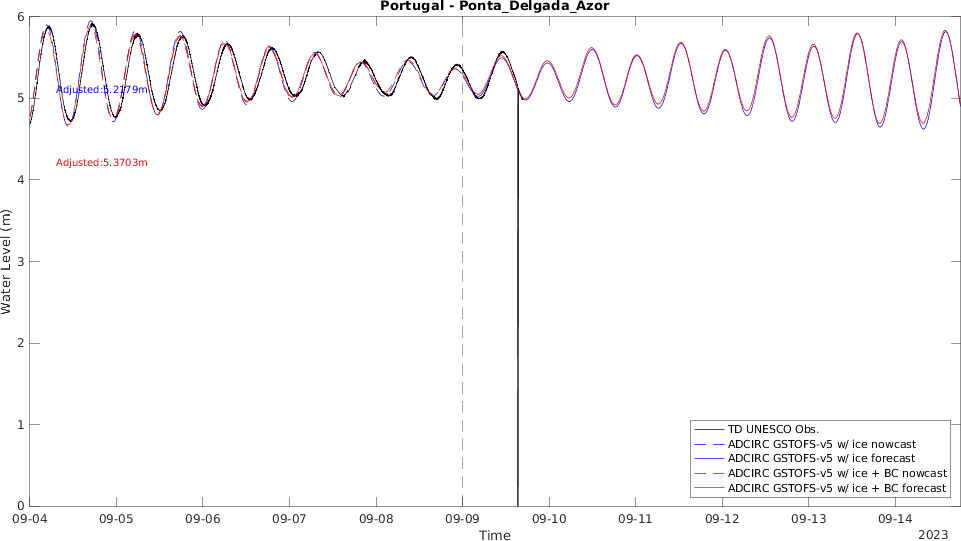 Portugal - Ponta_Delgada_Azor
6
5
4
3
2
1
0
Water Level (m)
Adjusted:5.2179m
Adjusted:5.3703m
TD UNESCO Obs.
ADCIRC GSTOFS-v5 w/ ice nowcast
ADCIRC GSTOFS-v5 w/ ice forecast
ADCIRC GSTOFS-v5 w/ ice + BC nowcast
ADCIRC GSTOFS-v5 w/ ice + BC forecast
09-04 09-05 09-06 09-07 09-08 09-09 09-10 09-11 09-12 09-13 09-14
Time
2023